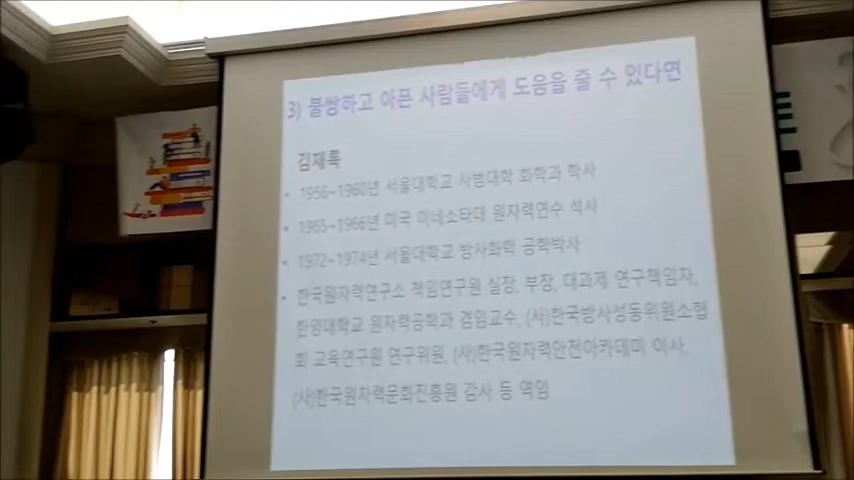 3) 불쌍하고 아픈 사람들에게 도움을 줄 수 있다면
김재록
• 1956~1960년 서울대학교 사범대학 화학과 학사
• 1965~1966년 미국 미네소타대 원자력연수 석사
• 1972~1974년 서울대학교 방사화학 공학박사
• 한국원자력연구소 책임연구원 실장, 부장, 대과제 연구책임자,
한양대학교 원자력공학과 겸임교수, (사)한국방사성동위원소협
회 교육연구원 연구위원, (사)한국원자력안전아카데미 이사,
(사)한국원자력문화진흥원 감사 등 역임